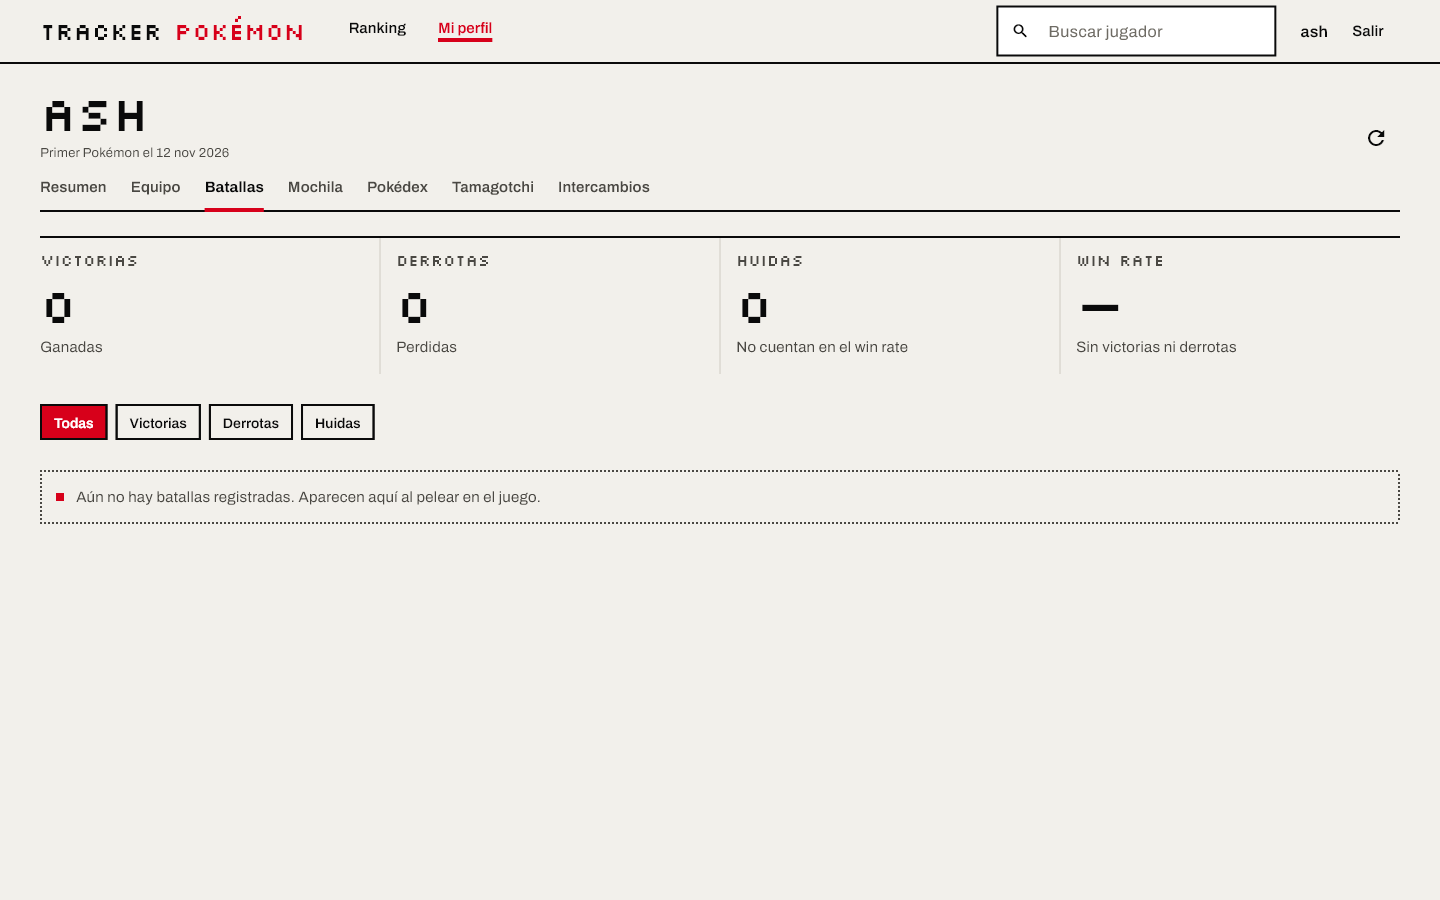 TRACKER POKÉMON Ranking Mi perfil Buscar jugador ash Salir
ASH
Primer Pokémon el 12 nov 2026
Resumen Equipo Batallas Mochila Pokédex Tamagotchi Intercambios
VICTORIAS DERROTAS HUIDAS WIN RATE
0 0 0 —
Ganadas Perdidas No cuentan en el win rate Sin victorias ni derrotas
Todas Victorias Derrotas Huidas
Aún no hay batallas registradas. Aparecen aquí al pelear en el juego.